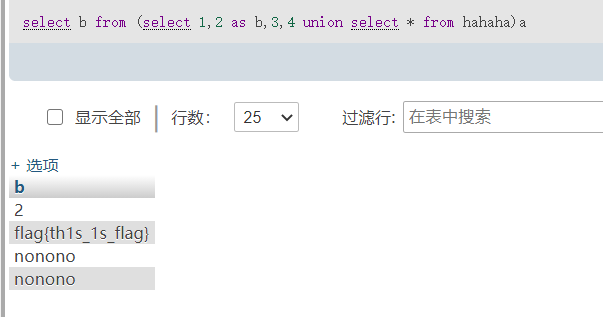 select b from (select 1,2 as b,3,4 union select * from hahaha)a
显示全部 行数: 25 过滤行: 在表中搜索
+ 选项
b
2
flag{th1s_1s_flag}
nonono
nonono